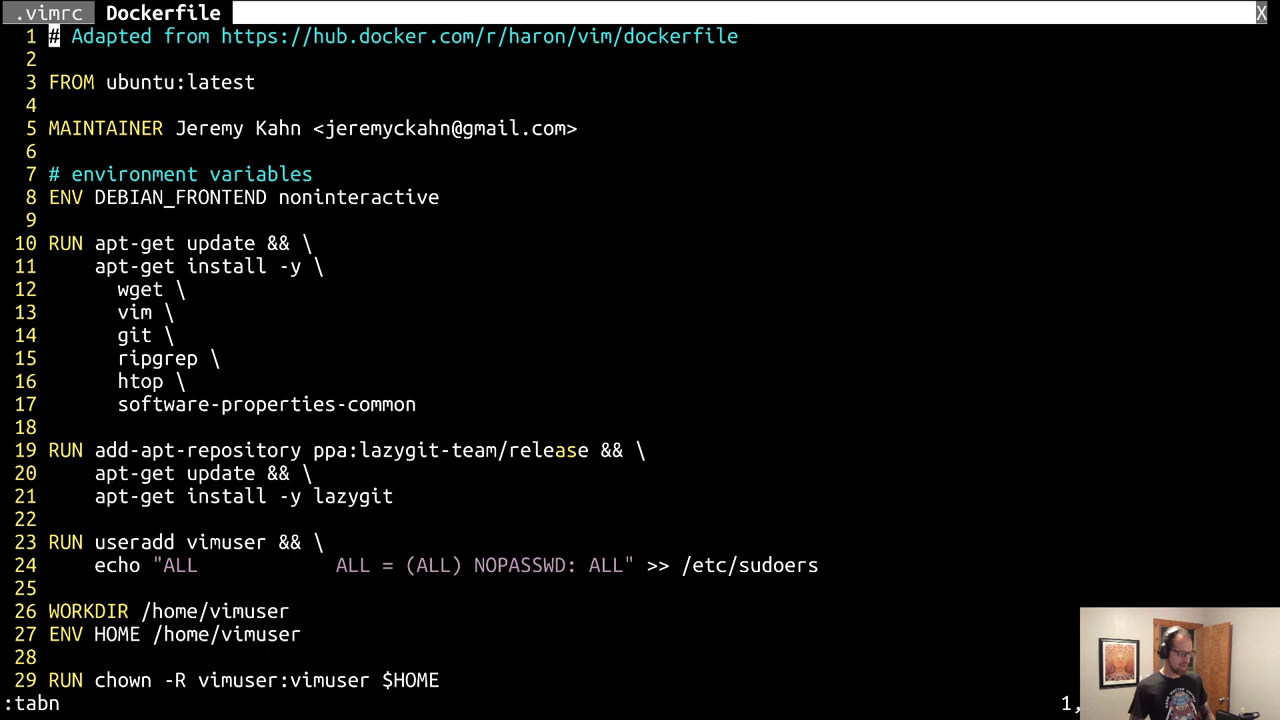 .vimrc Dockerfile X
1 # Adapted from https://hub.docker.com/r/haron/vim/dockerfile
2
3 FROM ubuntu:latest
4
5 MAINTAINER Jeremy Kahn <jeremyckahn@gmail.com>
6
7 # environment variables
8 ENV DEBIAN_FRONTEND noninteractive
9
10 RUN apt-get update && \
11 apt-get install -y \
12 wget \
13 vim \
14 git \
15 ripgrep \
16 htop \
17 software-properties-common
18
19 RUN add-apt-repository ppa:lazygit-team/release && \
20 apt-get update && \
21 apt-get install -y lazygit
22
23 RUN useradd vimuser && \
24 echo "ALL            ALL = (ALL) NOPASSWD: ALL" >> /etc/sudoers
25
26 WORKDIR /home/vimuser
27 ENV HOME /home/vimuser
28
29 RUN chown -R vimuser:vimuser $HOME
:tabn 1,